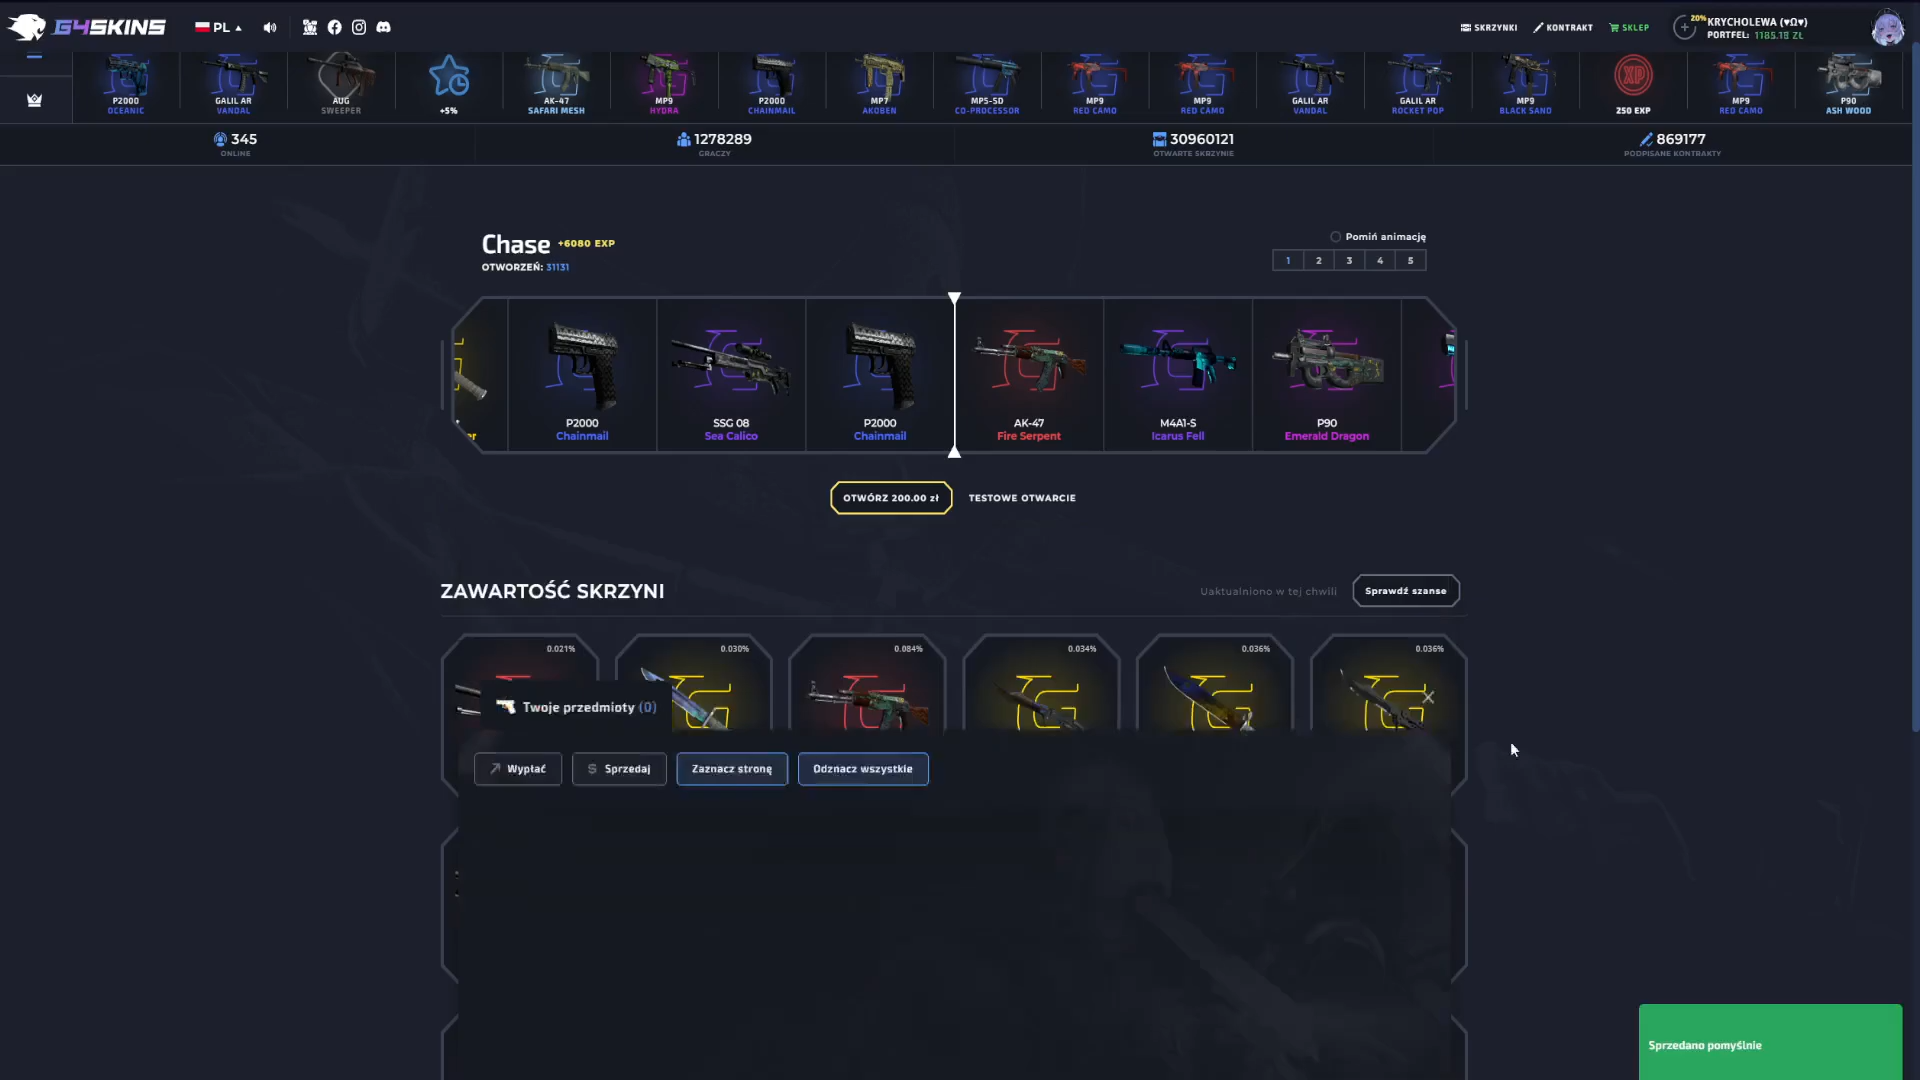 G4SKINS
PL
SKRZYNKI
KONTRAKT
SKLEP
20%
KRYCHOLEWA (♥Ω♥)
PORTFEL: 1185.18 ZŁ
P2000
OCEANIC
GALIL AR
VANDAL
AUG
SWEEPER
+5%
AK-47
SAFARI MESH
MP9
HYDRA
P2000
CHAINMAIL
MP7
AKOBEN
MP5-SD
CO-PROCESSOR
MP9
RED CAMO
MP9
RED CAMO
GALIL AR
VANDAL
GALIL AR
ROCKET POP
MP9
BLACK SAND
XP
250 EXP
MP9
RED CAMO
P90
ASH WOOD
345
ONLINE
1278289
GRACZY
30960121
OTWARTE SKRZYNIE
869177
PODPISANE KONTRAKTY
Chase +6080 EXP
OTWORZEŃ: 31131
Pomiń animację
1 2 3 4 5
P2000
Chainmail
SSG 08
Sea Calico
P2000
Chainmail
AK-47
Fire Serpent
M4A1-S
Icarus Fell
P90
Emerald Dragon
OTWÓRZ 200.00 zł
TESTOWE OTWARCIE
ZAWARTOŚĆ SKRZYNI
Uaktualniono w tej chwili
Sprawdź szanse
0.021%
0.030%
0.084%
0.034%
0.036%
0.036%
Twoje przedmioty (0)
Wypłać
Sprzedaj
Zaznacz stronę
Odznacz wszystkie
Sprzedano pomyślnie